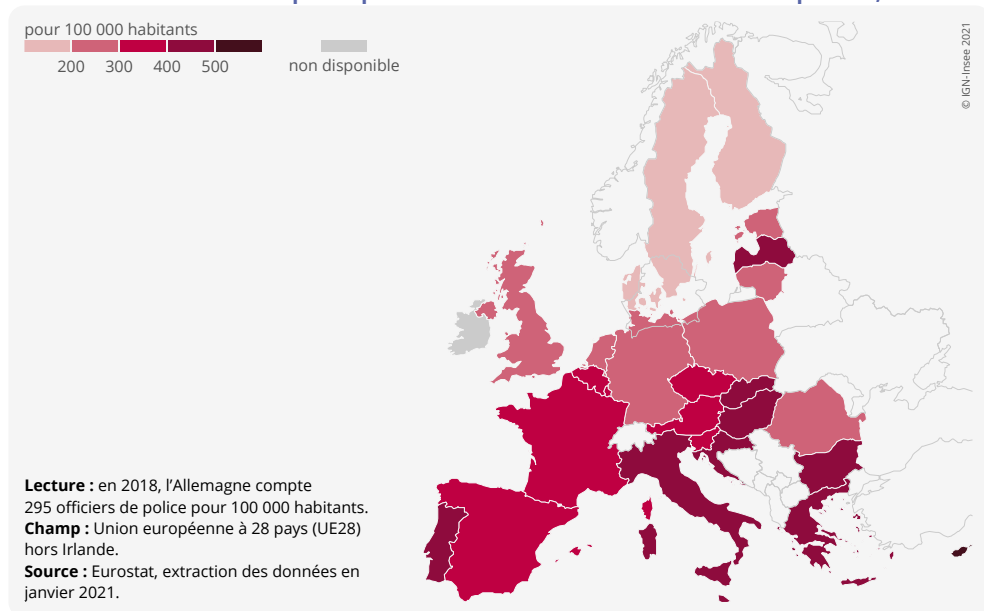 pour 100 000 habitants
200 300 400 500
non disponible
© IGN-Insee 2021
Lecture : en 2018, l’Allemagne compte
295 officiers de police pour 100 000 habitants.
Champ : Union européenne à 28 pays (UE28)
hors Irlande.
Source : Eurostat, extraction des données en
janvier 2021.